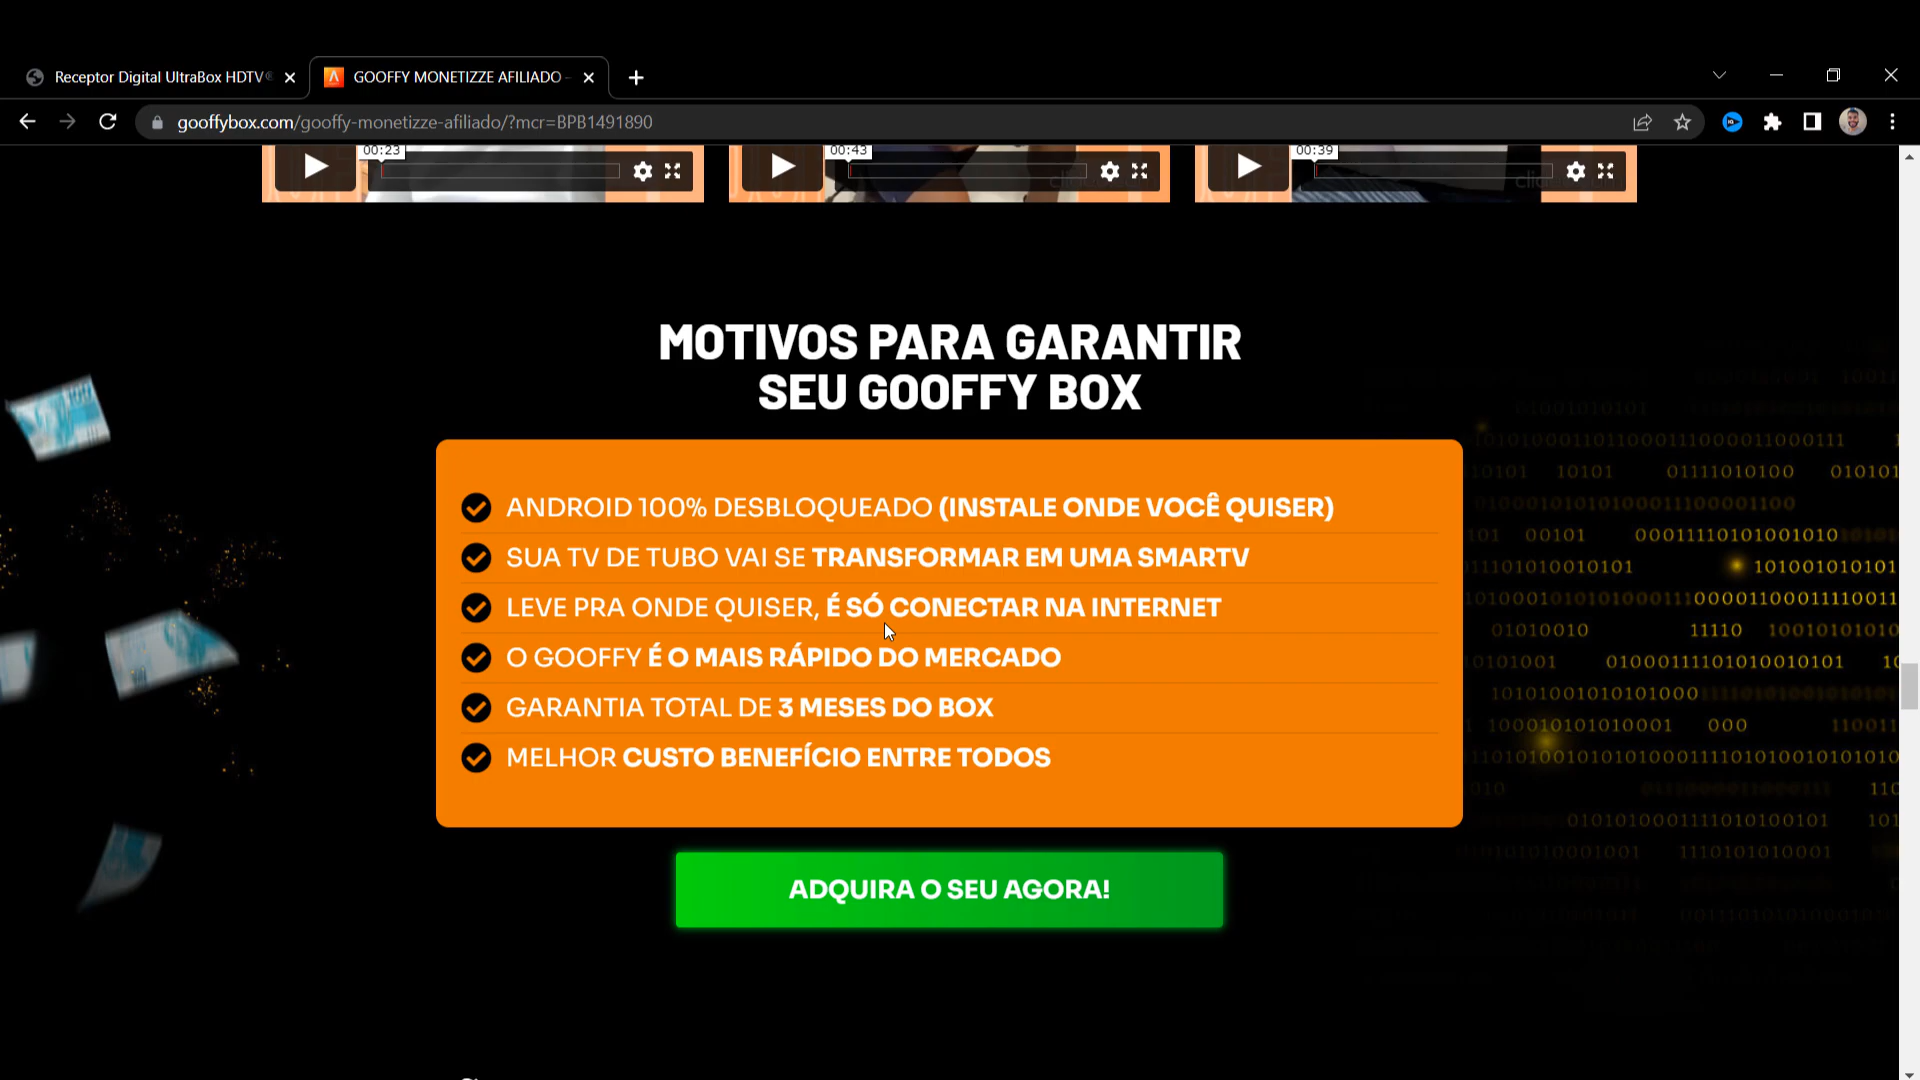 Receptor Digital UltraBox HDTV®
GOOFFY MONETIZZE AFILIADO -
gooffybox.com/gooffy-monetizze-afiliado/?mcr=BPB1491890
00:23
00:43
00:39
MOTIVOS PARA GARANTIR
SEU GOOFFY BOX
ANDROID 100% DESBLOQUEADO (INSTALE ONDE VOCÊ QUISER)
SUA TV DE TUBO VAI SE TRANSFORMAR EM UMA SMARTV
LEVE PRA ONDE QUISER, É SÓ CONECTAR NA INTERNET
O GOOFFY É O MAIS RÁPIDO DO MERCADO
GARANTIA TOTAL DE 3 MESES DO BOX
MELHOR CUSTO BENEFÍCIO ENTRE TODOS
ADQUIRA O SEU AGORA!